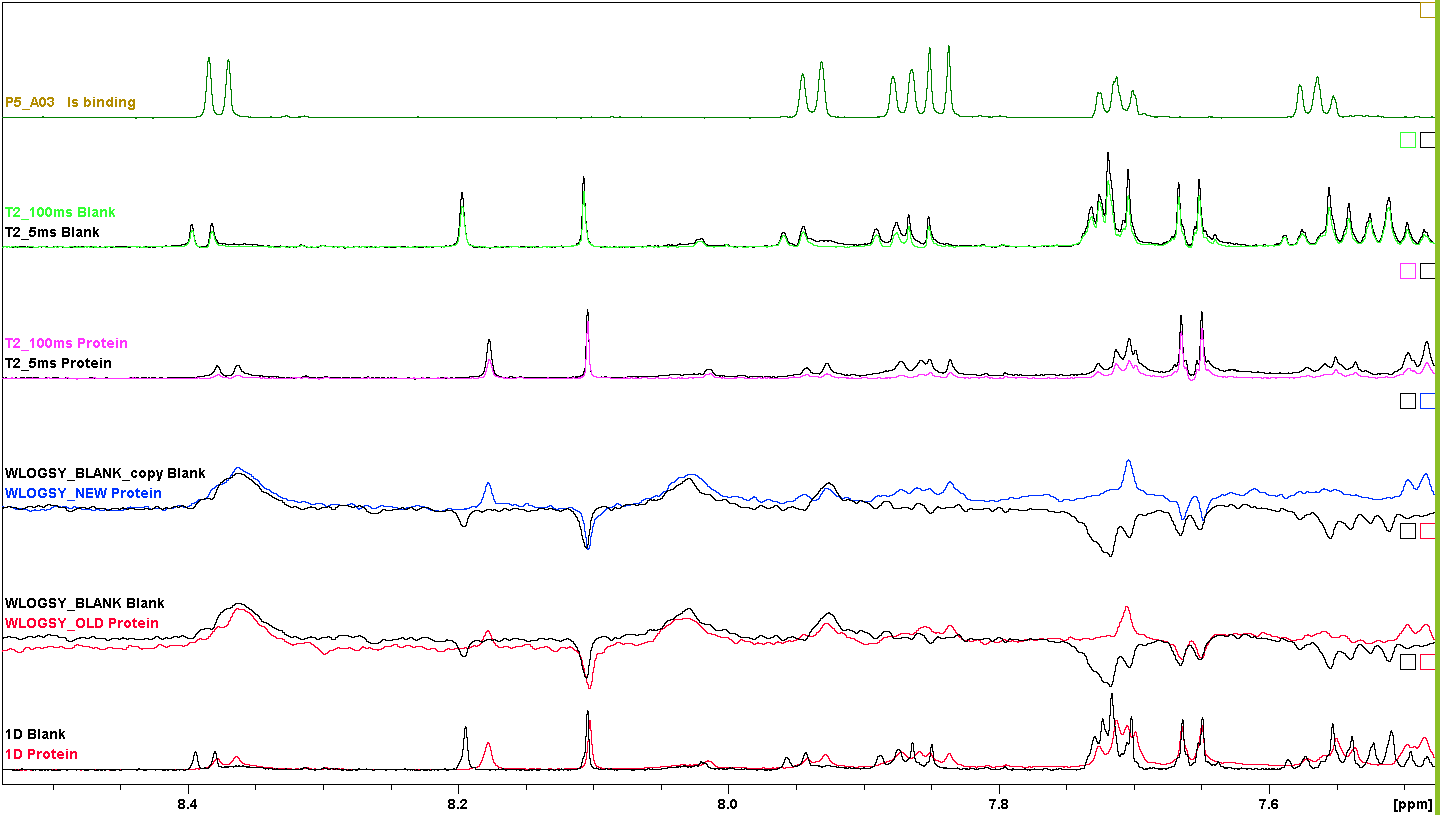 P5_A03 Is binding
T2_100ms Blank
T2_5ms Blank
T2_100ms Protein
T2_5ms Protein
WLOGSY_BLANK_copy Blank
WLOGSY_NEW Protein
WLOGSY_BLANK Blank
WLOGSY_OLD Protein
1D Blank
1D Protein
8.4 8.2 8.0 7.8 7.6 [ppm]